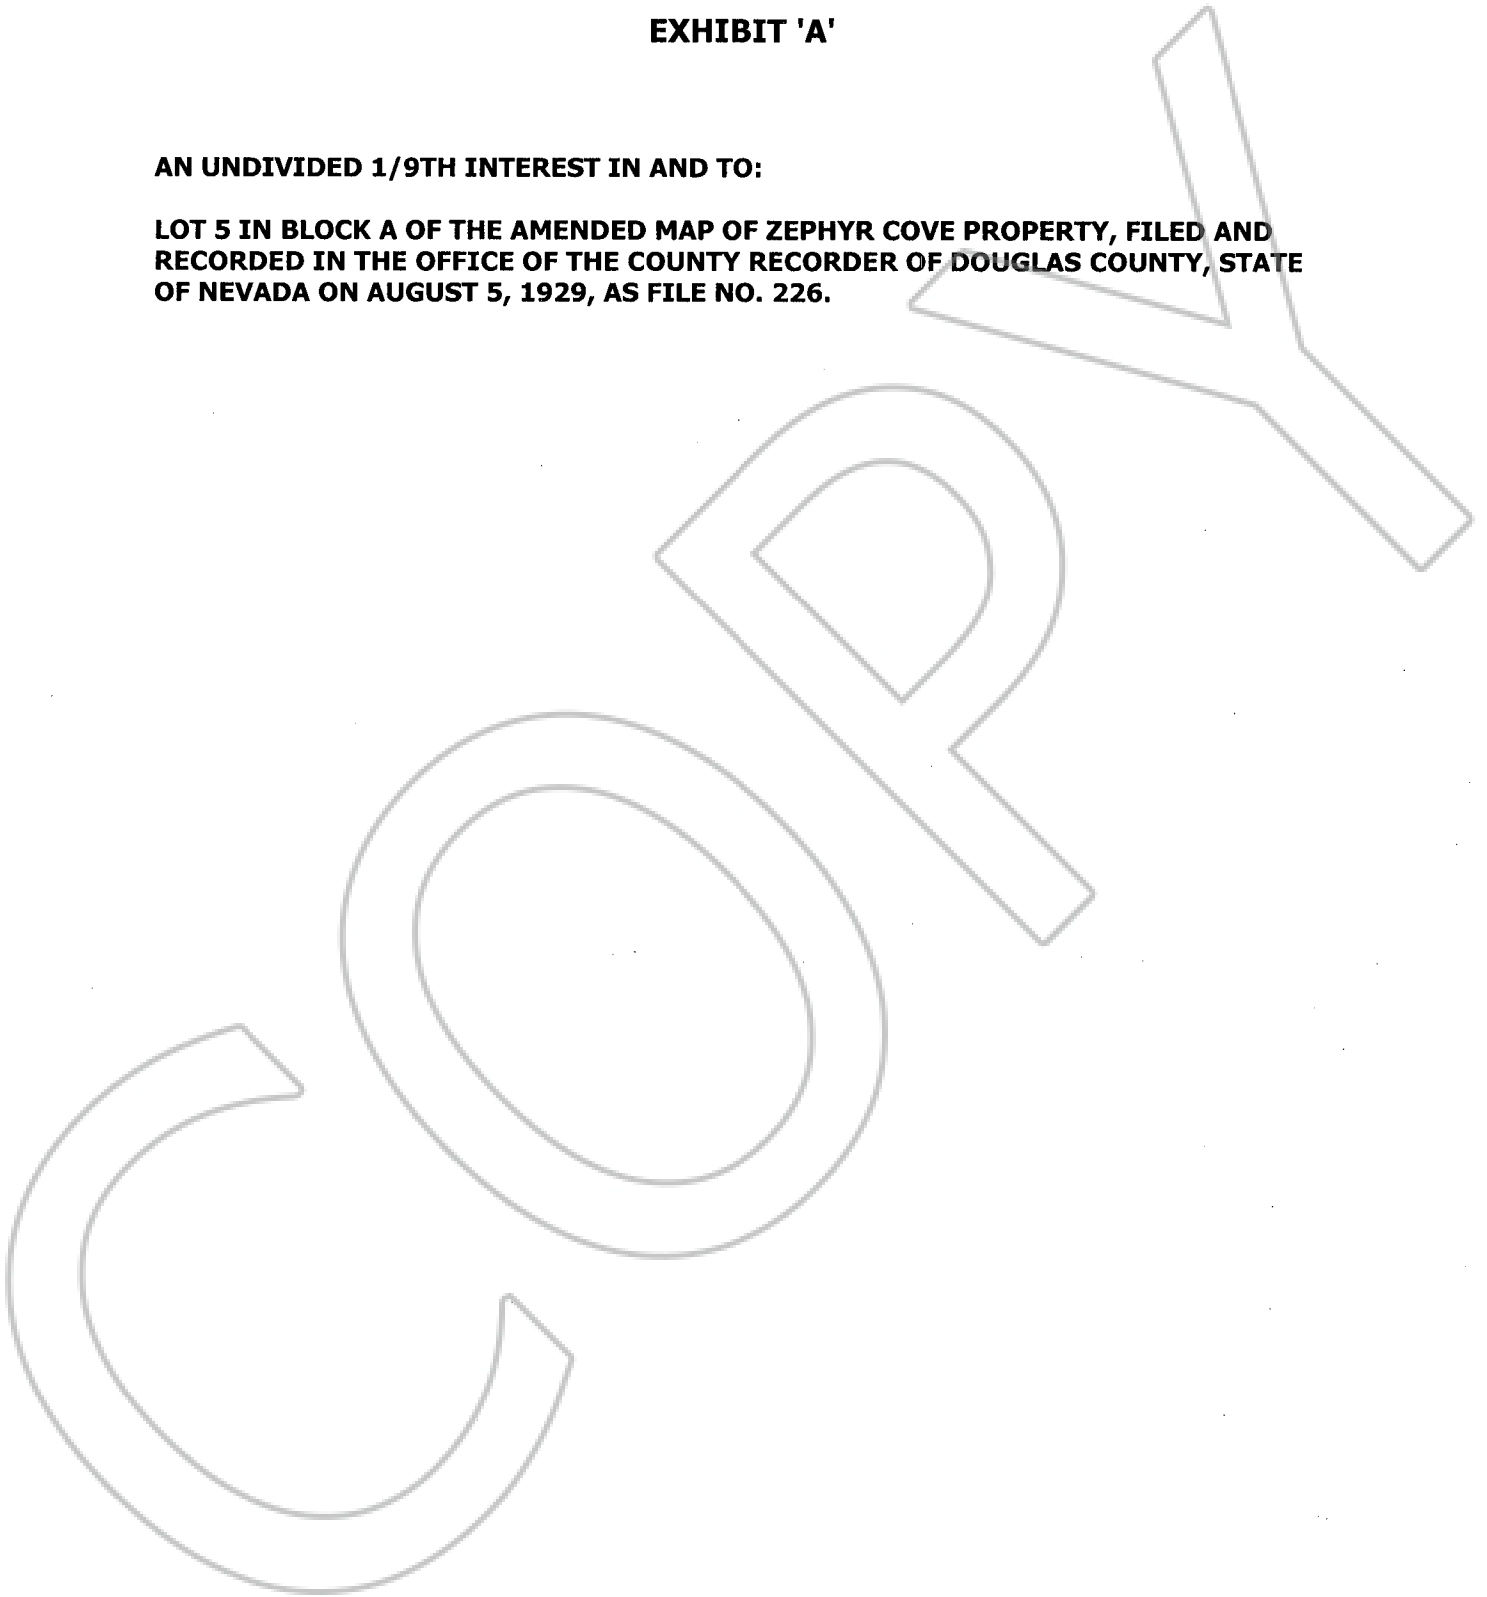 EXHIBIT 'A'
AN UNDIVIDED 1/9TH INTEREST IN AND TO:
LOT 5 IN BLOCK A OF THE AMENDED MAP OF ZEPHYR COVE PROPERTY, FILED AND
RECORDED IN THE OFFICE OF THE COUNTY RECORDER OF DOUGLAS COUNTY, STATE
OF NEVADA ON AUGUST 5, 1929, AS FILE NO. 226.
COPY